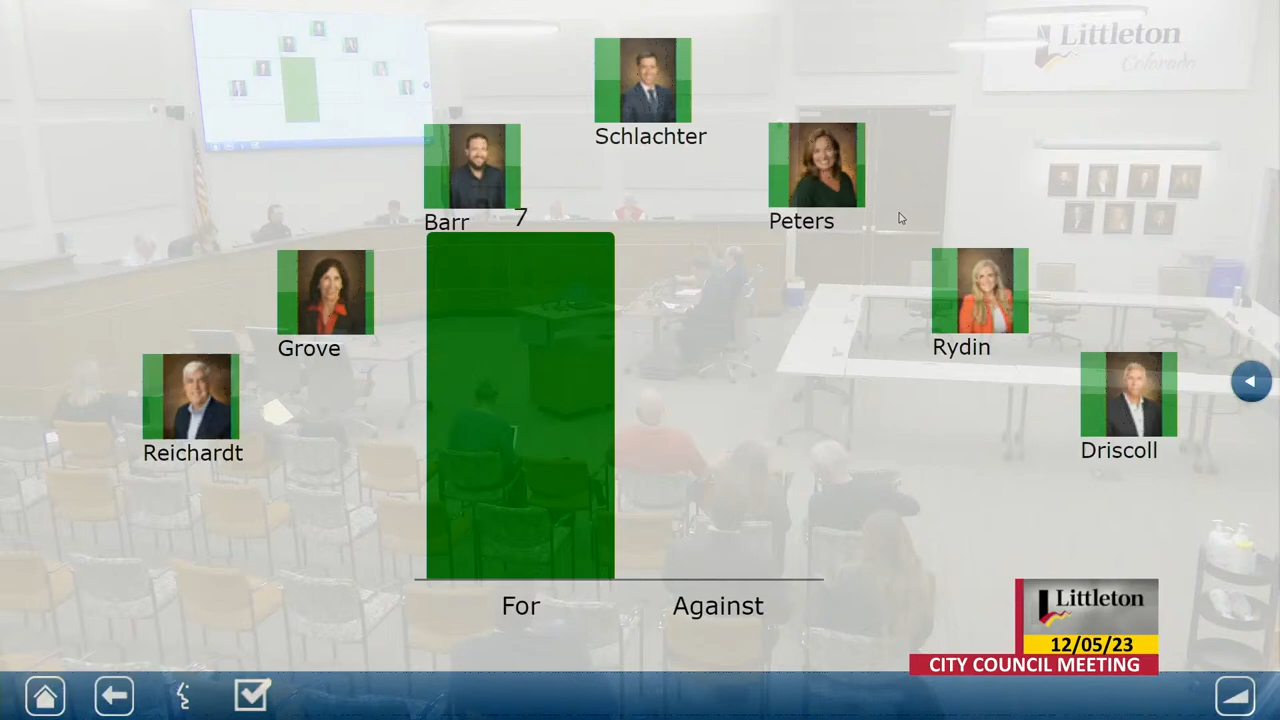 Littleton
Colorado
Schlachter
Barr
7
Peters
Grove
Rydin
Reichardt
Driscoll
For
Against
Littleton
12/05/23
CITY COUNCIL MEETING